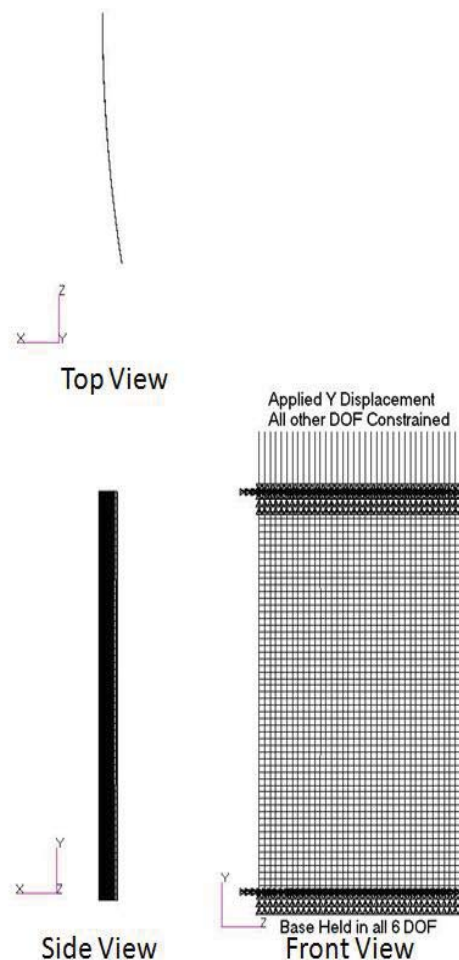 Z
X
Y
Top View
Applied Y Displacement
All other DOF Constrained
Y
X
Z
Y
Z
Base Held in all 6 DOF
Side View
Front View